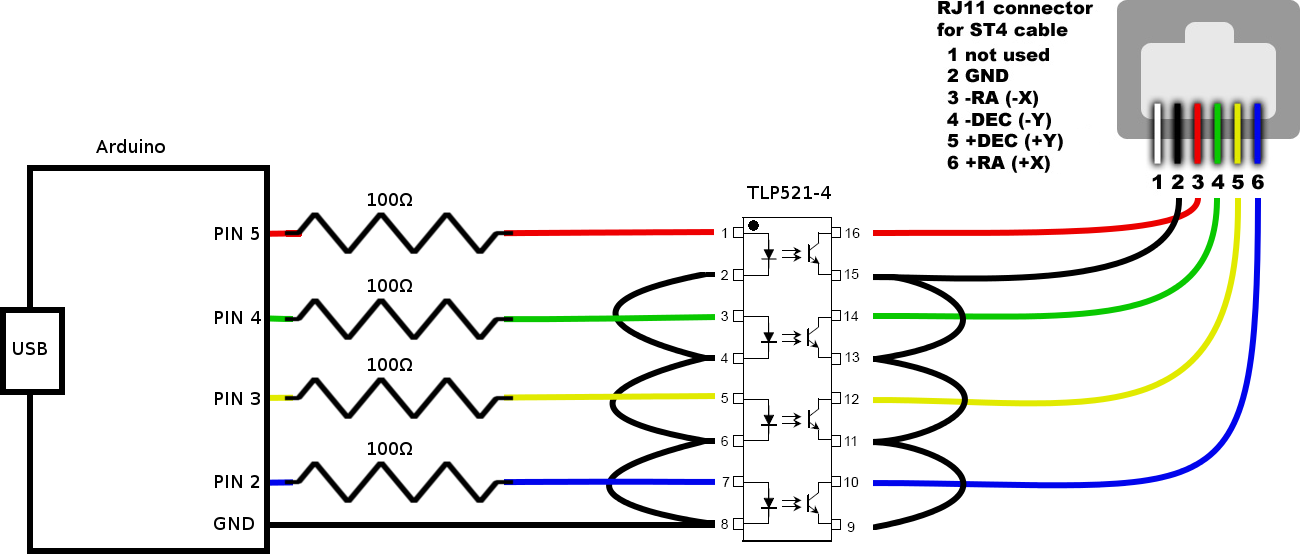 RJ11 connector
for ST4 cable
1 not used
2 GND
3 -RA (-X)
4 -DEC (-Y)
5 +DEC (+Y)
6 +RA (+X)
1 2 3 4 5 6
Arduino
TLP521-4
100Ω
PIN 5
1
16
2
15
100Ω
PIN 4
3
14
USB
4
13
100Ω
PIN 3
5
12
6
11
100Ω
PIN 2
7
10
GND
8
9